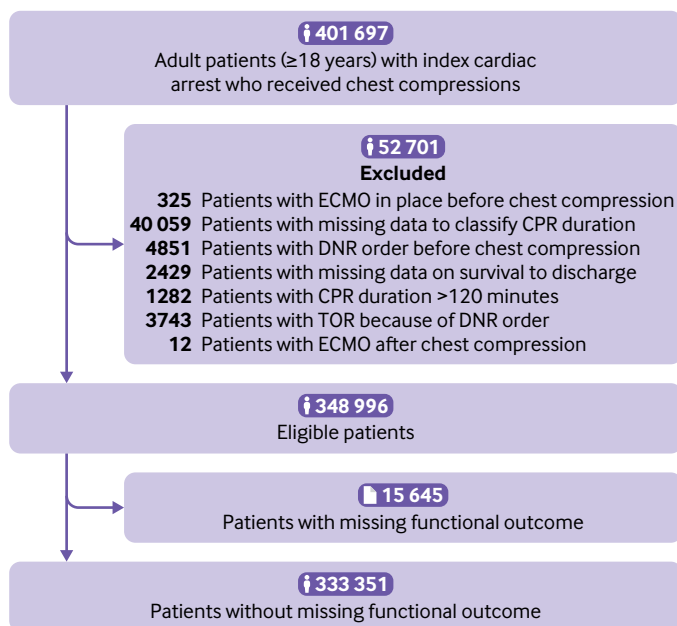 401 697
Adult patients (≥18 years) with index cardiac
arrest who received chest compressions
52 701
Excluded
325 Patients with ECMO in place before chest compression
40 059 Patients with missing data to classify CPR duration
4851 Patients with DNR order before chest compression
2429 Patients with missing data on survival to discharge
1282 Patients with CPR duration >120 minutes
3743 Patients with TOR because of DNR order
12 Patients with ECMO after chest compression
348 996
Eligible patients
15 645
Patients with missing functional outcome
333 351
Patients without missing functional outcome